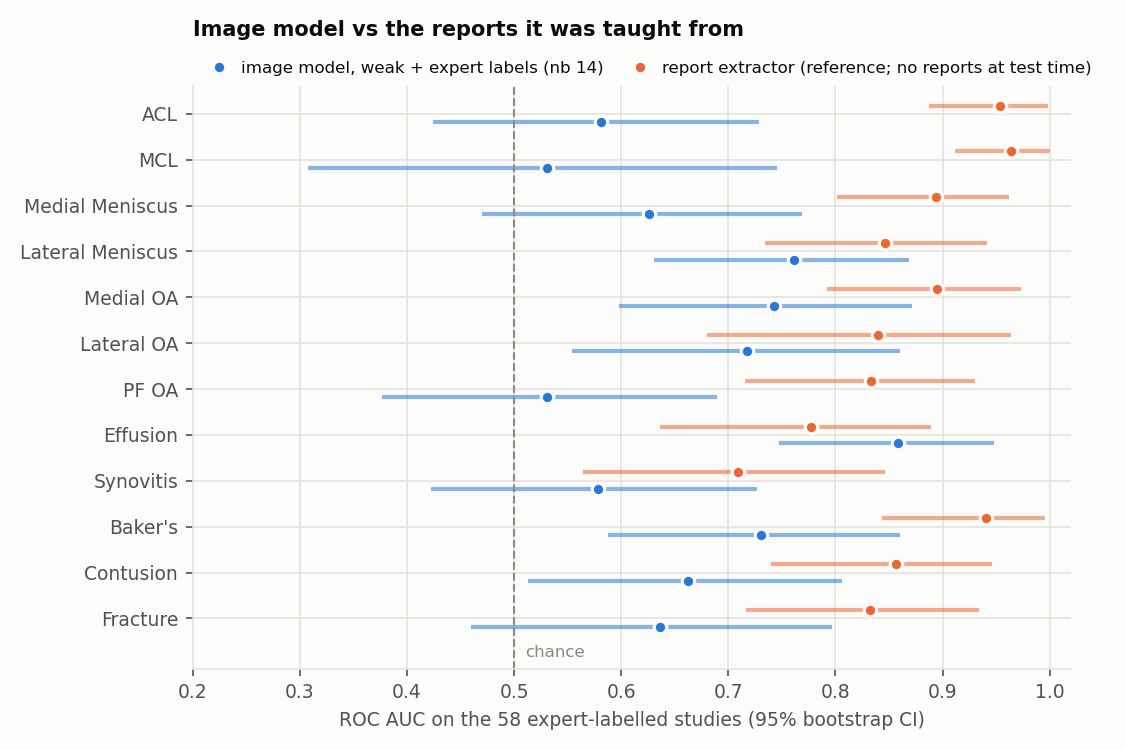 Image model vs the reports it was taught from
image model, weak + expert labels (nb 14)
report extractor (reference; no reports at test time)
ACL
MCL
Medial Meniscus
Lateral Meniscus
Medial OA
Lateral OA
PF OA
Effusion
Synovitis
Baker's
Contusion
Fracture
chance
0.2 0.3 0.4 0.5 0.6 0.7 0.8 0.9 1.0
ROC AUC on the 58 expert-labelled studies (95% bootstrap CI)